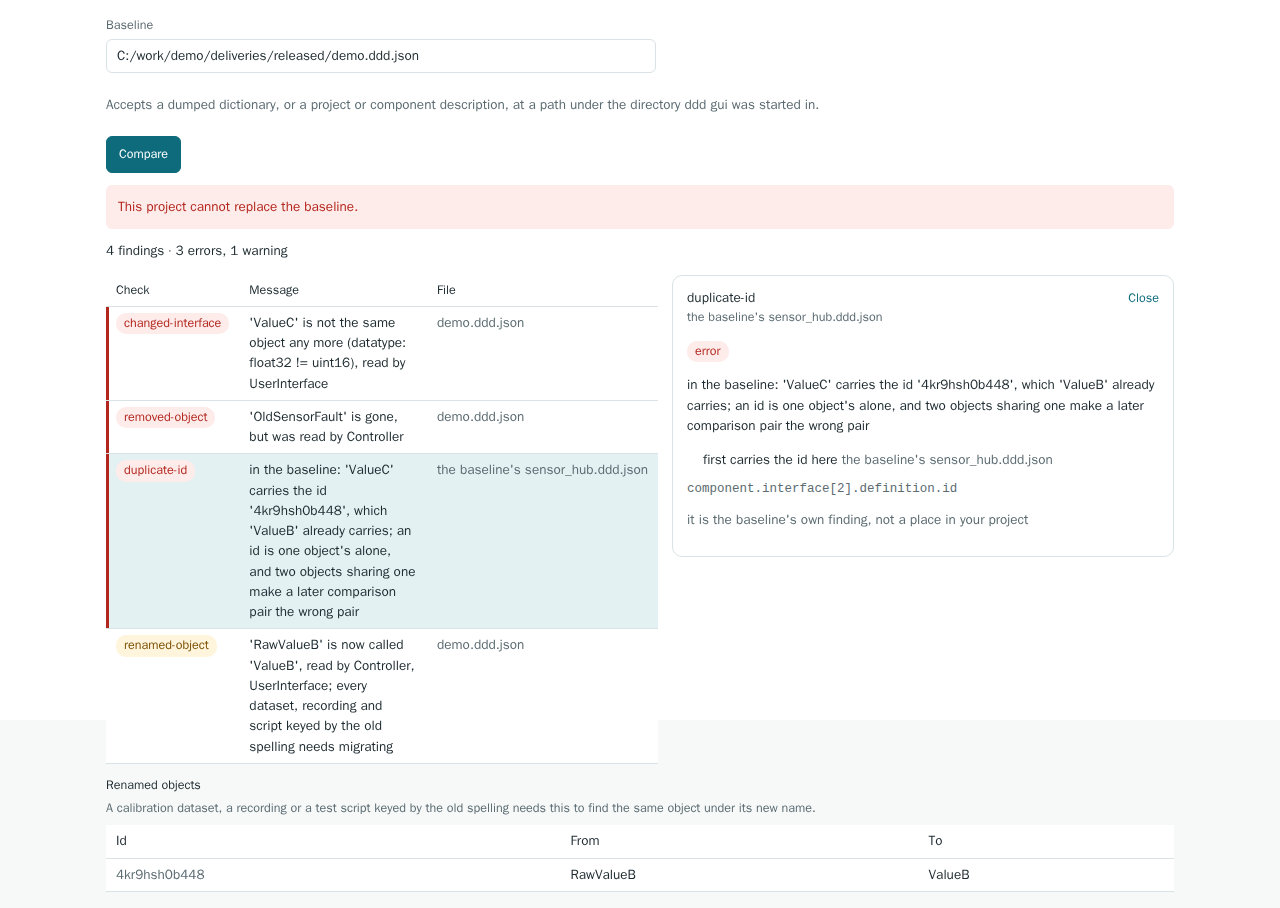 Baseline
C:/work/demo/deliveries/released/demo.ddd.json
Accepts a dumped dictionary, or a project or component description, at a path under the directory ddd gui was started in.
Compare
This project cannot replace the baseline.
4 findings · 3 errors, 1 warning
Check Message File
changed-interface 'ValueC' is not the same demo.ddd.json
object any more (datatype:
float32 != uint16), read by
UserInterface
removed-object 'OldSensorFault' is gone, demo.ddd.json
but was read by Controller
duplicate-id in the baseline: 'ValueC' the baseline's sensor_hub.ddd.json
carries the id
'4kr9hsh0b448', which
'ValueB' already carries; an
id is one object's alone,
and two objects sharing one
make a later comparison
pair the wrong pair
renamed-object 'RawValueB' is now called demo.ddd.json
'ValueB', read by Controller,
UserInterface; every
dataset, recording and
script keyed by the old
spelling needs migrating
duplicate-id Close
the baseline's sensor_hub.ddd.json
error
in the baseline: 'ValueC' carries the id '4kr9hsh0b448', which 'ValueB' already
carries; an id is one object's alone, and two objects sharing one make a later
comparison pair the wrong pair
first carries the id here the baseline's sensor_hub.ddd.json
component.interface[2].definition.id
it is the baseline's own finding, not a place in your project
Renamed objects
A calibration dataset, a recording or a test script keyed by the old spelling needs this to find the same object under its new name.
Id From To
4kr9hsh0b448 RawValueB ValueB